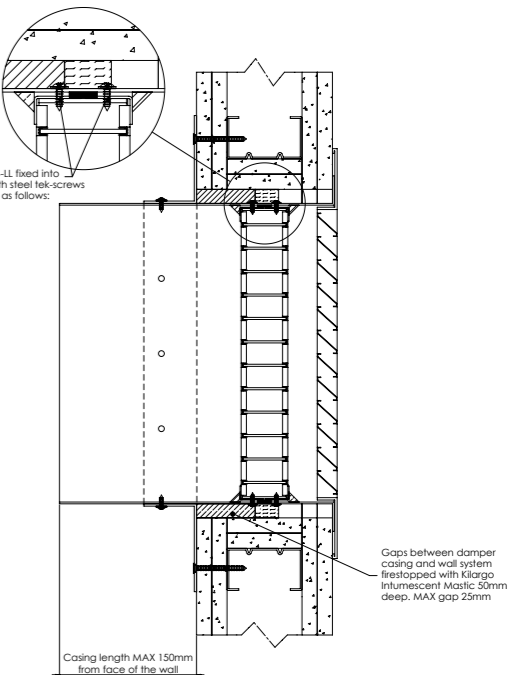 -LL fixed into
th steel tek-screws
as follows:
Gaps between damper
casing and wall system
firestopped with Kilargo
Intumescent Mastic 50mm
deep. MAX gap 25mm
Casing length MAX 150mm
from face of the wall